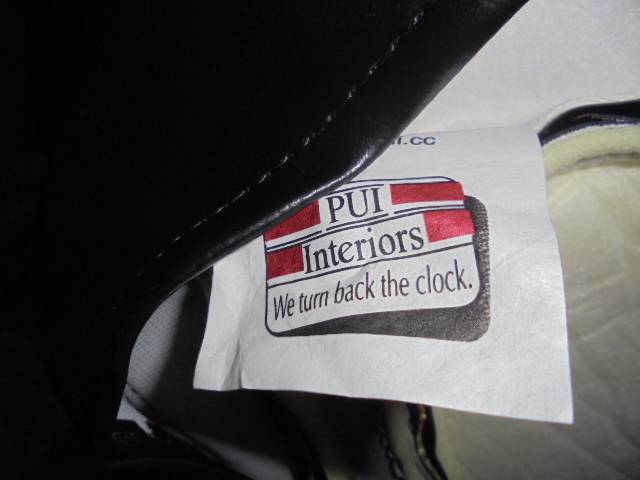 PUI
Interiors
We turn back the clock.